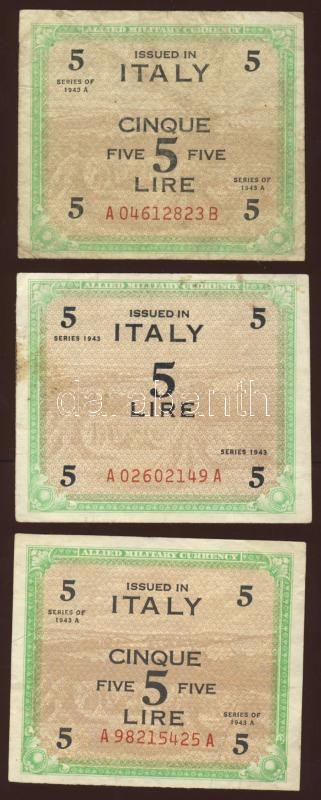 ALLIED MILITARY CURRENCY
5 ISSUED IN 5
ITALY
SERIES OF
1943 A
CINQUE
FIVE 5 FIVE
LIRE
SERIES OF
1943 A
5 A 04612823 B 5
ALLIED MILITARY CURRENCY
5 ISSUED IN 5
ITALY
SERIES 1943
5
LIRE
darabanth
SERIES 1943
5 A 02602149 A 5
ALLIED MILITARY CURRENCY
5 ISSUED IN 5
ITALY
SERIES OF
1943 A
CINQUE
FIVE 5 FIVE
LIRE
SERIES OF
1943 A
5 A 98215425 A 5